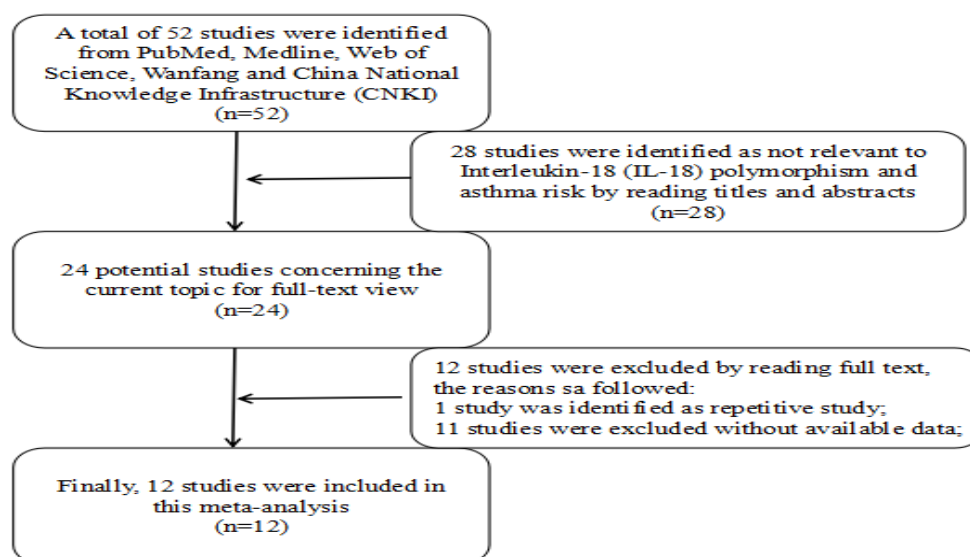 A total of 52 studies were identified
from PubMed, Medline, Web of
Science, Wanfang and China National
Knowledge Infrastructure (CNKI)
(n=52)
28 studies were identified as not relevant to
Interleukin-18 (IL-18) polymorphism and
asthma risk by reading titles and abstracts
(n=28)
24 potential studies concerning the
current topic for full-text view
(n=24)
12 studies were excluded by reading full text,
the reasons sa followed:
1 study was identified as repetitive study;
11 studies were excluded without available data;
Finally, 12 studies were included in
this meta-analysis
(n=12)